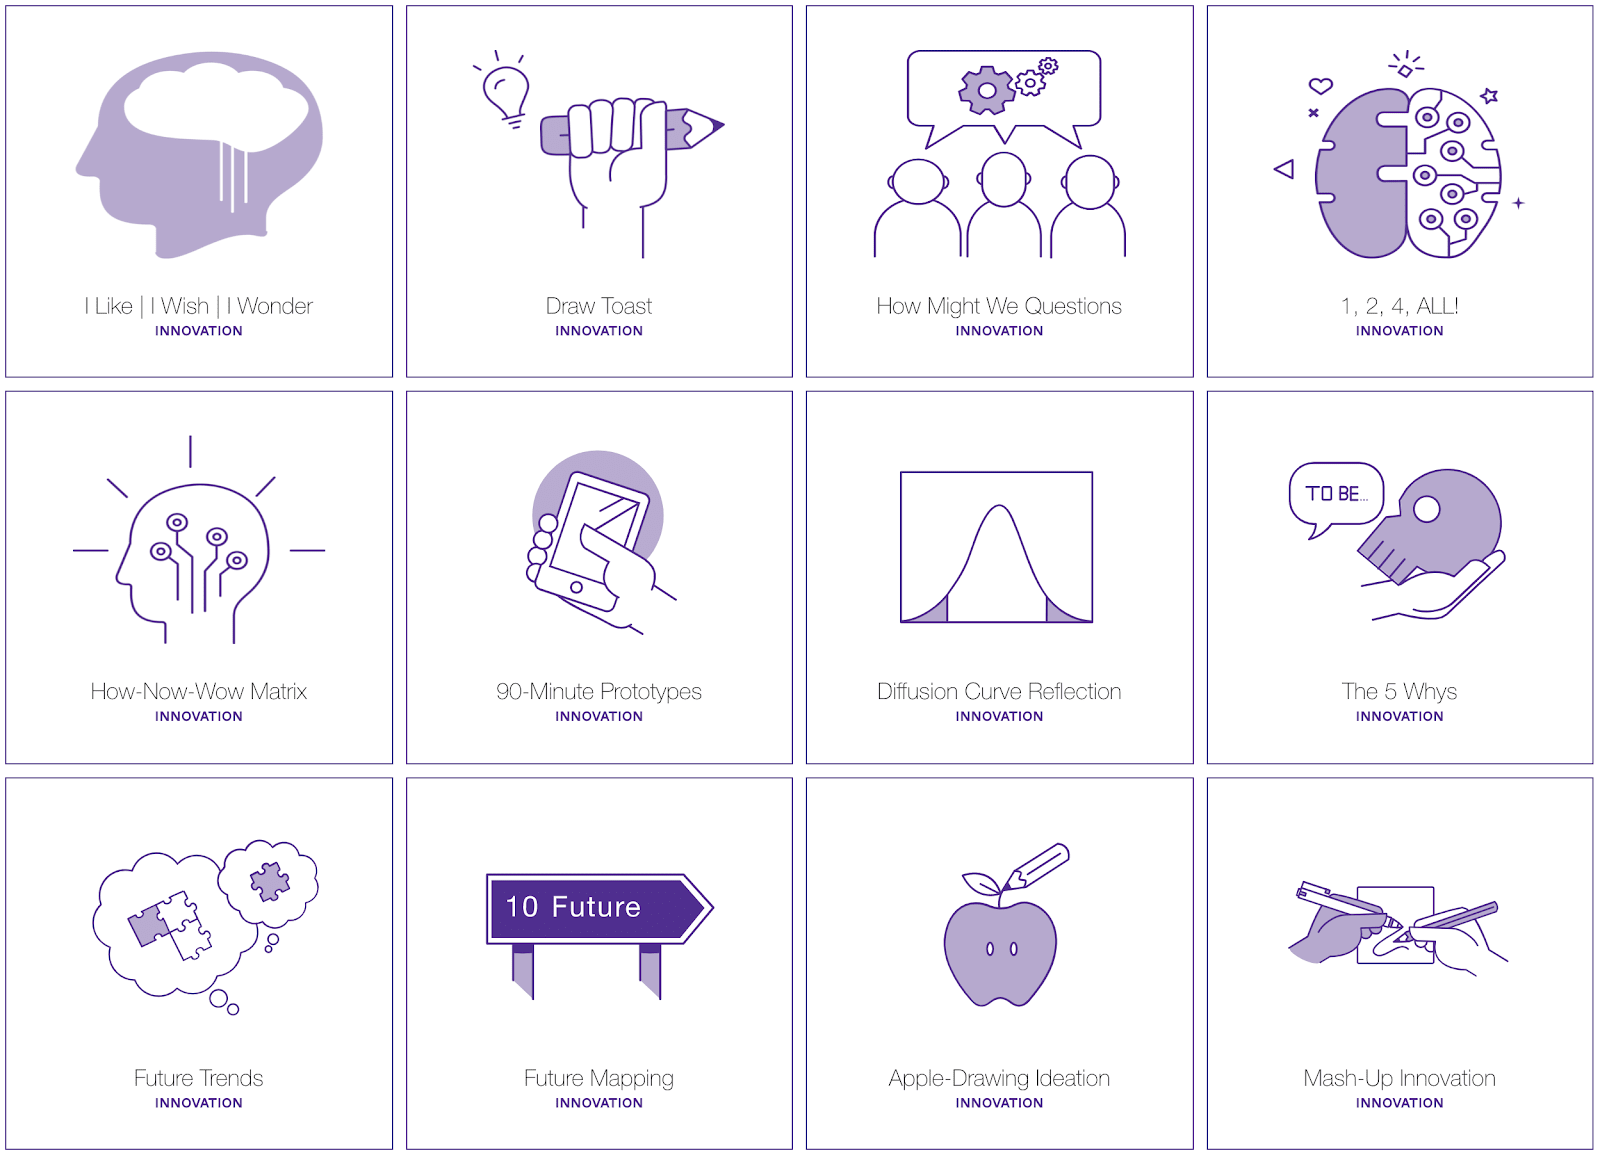 I Like | I Wish | I Wonder
INNOVATION
Draw Toast
INNOVATION
How Might We Questions
INNOVATION
1, 2, 4, ALL!
INNOVATION
How-Now-Wow Matrix
INNOVATION
90-Minute Prototypes
INNOVATION
Diffusion Curve Reflection
INNOVATION
TO BE...
The 5 Whys
INNOVATION
Future Trends
INNOVATION
10 Future
Future Mapping
INNOVATION
Apple-Drawing Ideation
INNOVATION
Mash-Up Innovation
INNOVATION